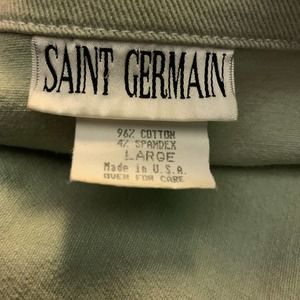 SAINT GERMAIN
96% COTTON
4% SPANDEX
LARGE
Made in U.S.A.
OVER FOR CARE